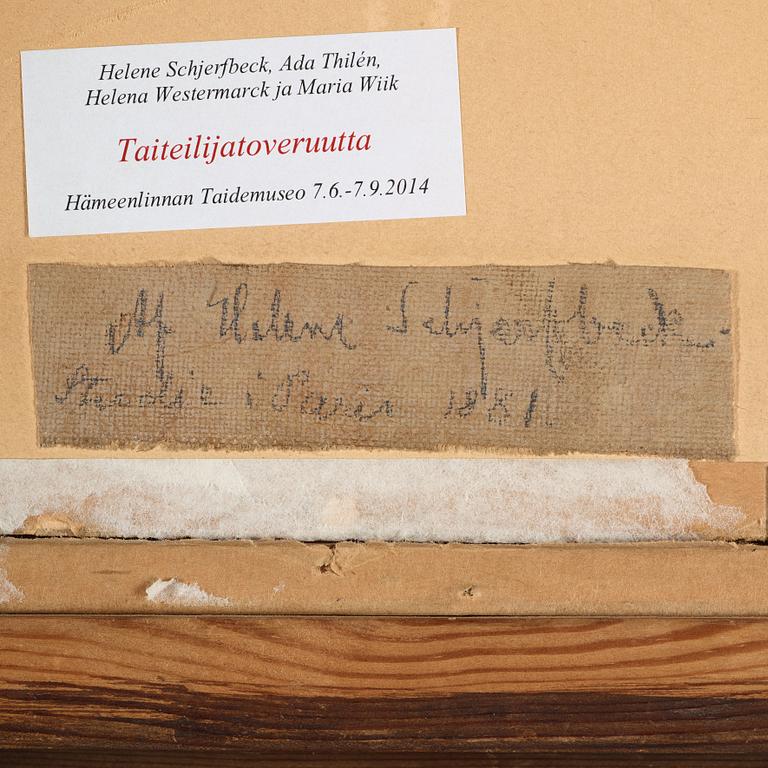 Helene Schjerfbeck, Ada Thilén,
Helena Westermarck ja Maria Wiik
Taiteilijatoveruutta
Hämeenlinnan Taidemuseo 7.6.-7.9.2014
Af Helene Schjerfbeck.
i Paris 1881